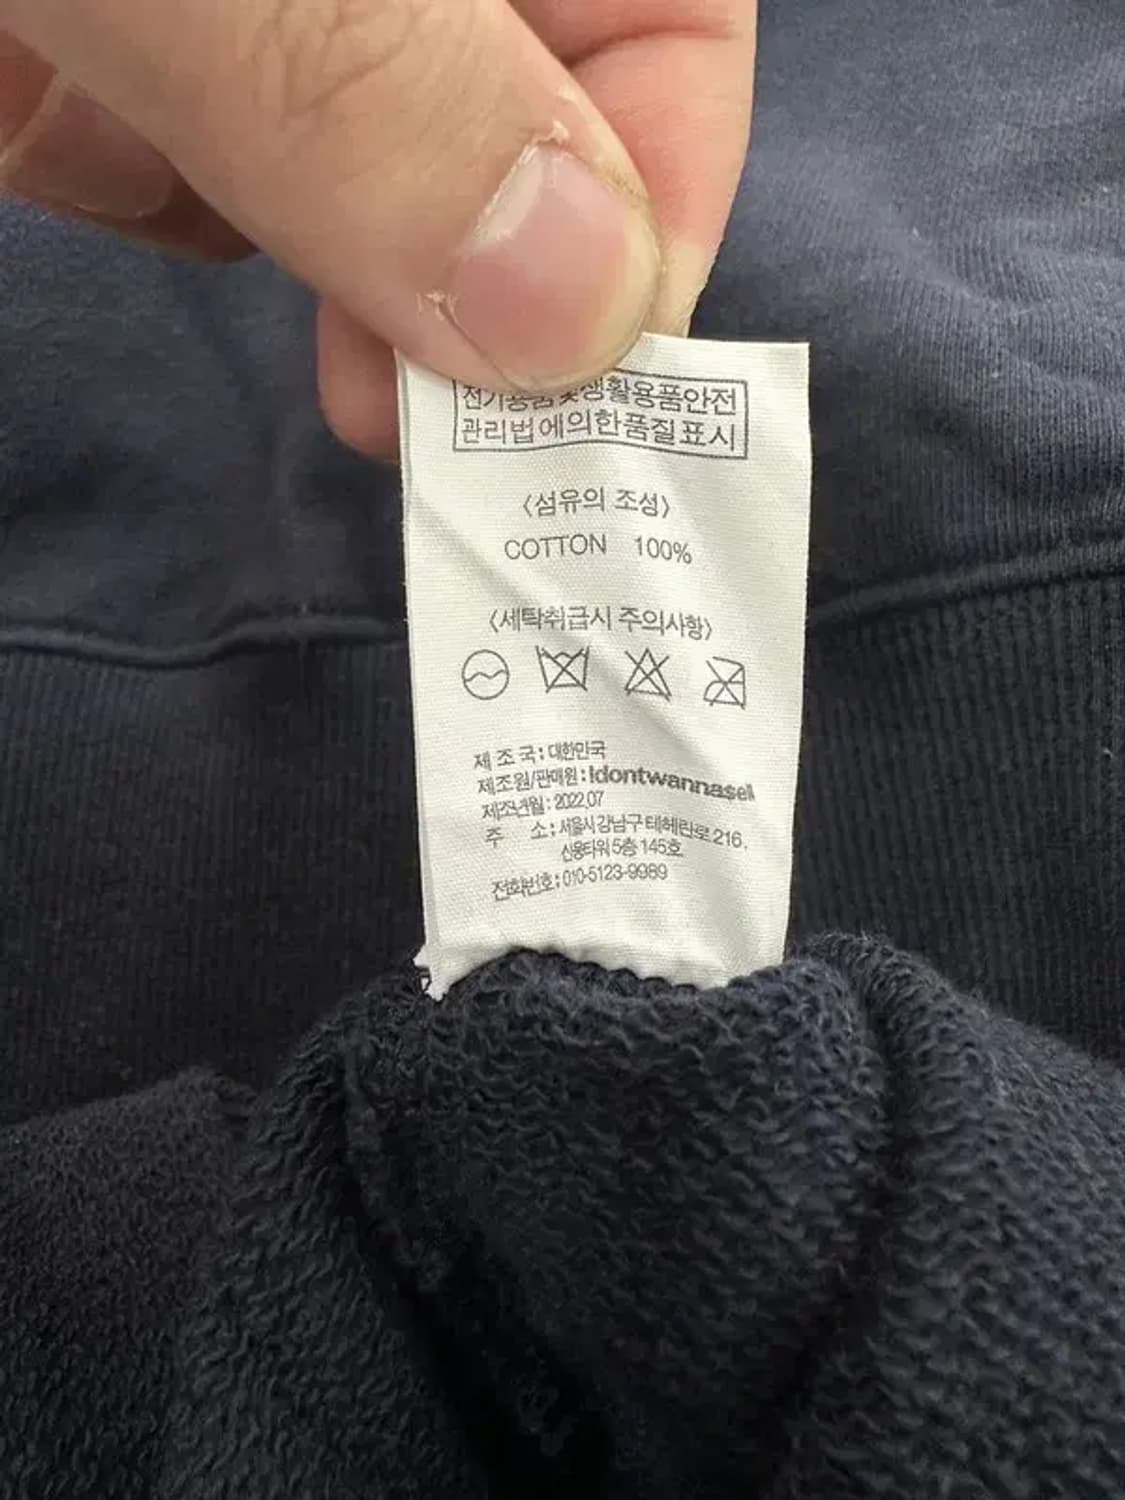 전기용품 및 생활용품안전
관리법에의한품질표시
〈섬유의 조성〉
COTTON 100%
〈세탁취급시 주의사항〉
제 조 국 : 대한민국
제조원/판매원 : Idontwannasell
제조년월 : 2022.07
주 소 : 서울시 강남구 테헤란로 216,
신웅타워 5층 145호
전화번호 : 010-5123-9989